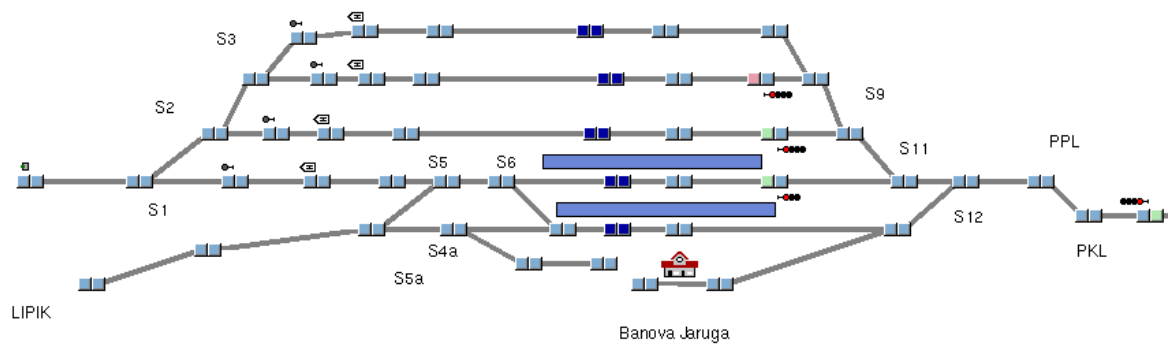 S3
S2
S9
S1
S5
S6
S11
PPL
S12
S4a
S5a
PKL
LIPIK
Banova Jaruga